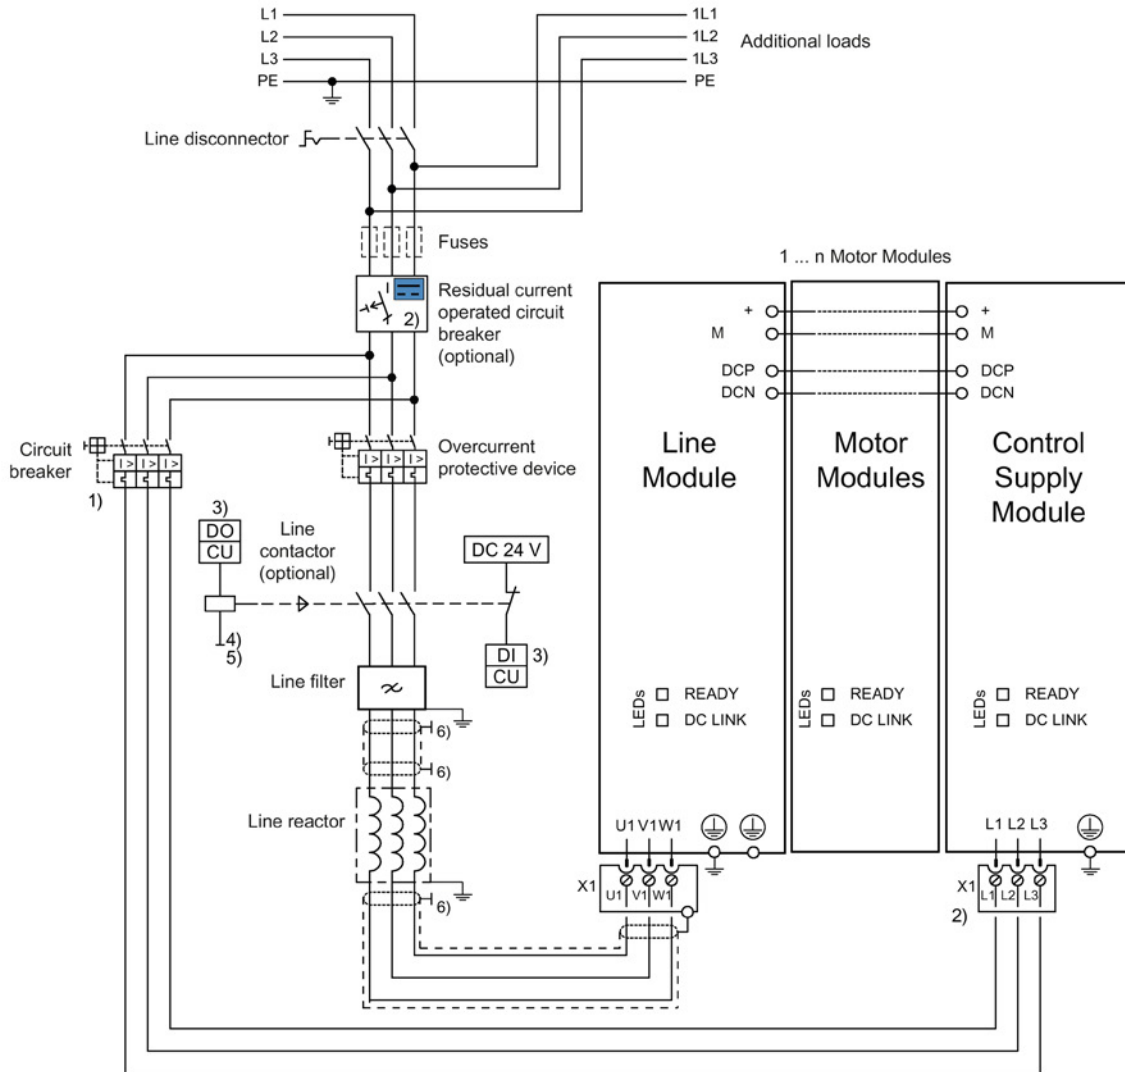 L1
L2
L3
PE
1L1
1L2
1L3
PE
Additional loads
Line disconnector
Fuses
1 ... n Motor Modules
Residual current
operated circuit
breaker
(optional)
2)
Circuit
breaker
I > I > I >
1)
Overcurrent
protective device
I > I > I >
3)
DO
CU
Line
contactor
(optional)
DC 24 V
4)
5)
DI
CU
3)
Line filter
6)
6)
Line reactor
6)
+
M
DCP
DCN
Line
Module
LEDs
READY
DC LINK
U1 V1 W1
X1
U1 V1 W1
Motor
Modules
LEDs
READY
DC LINK
+
M
DCP
DCN
Control
Supply
Module
LEDs
READY
DC LINK
L1 L2 L3
X1
L1 L2 L3
2)